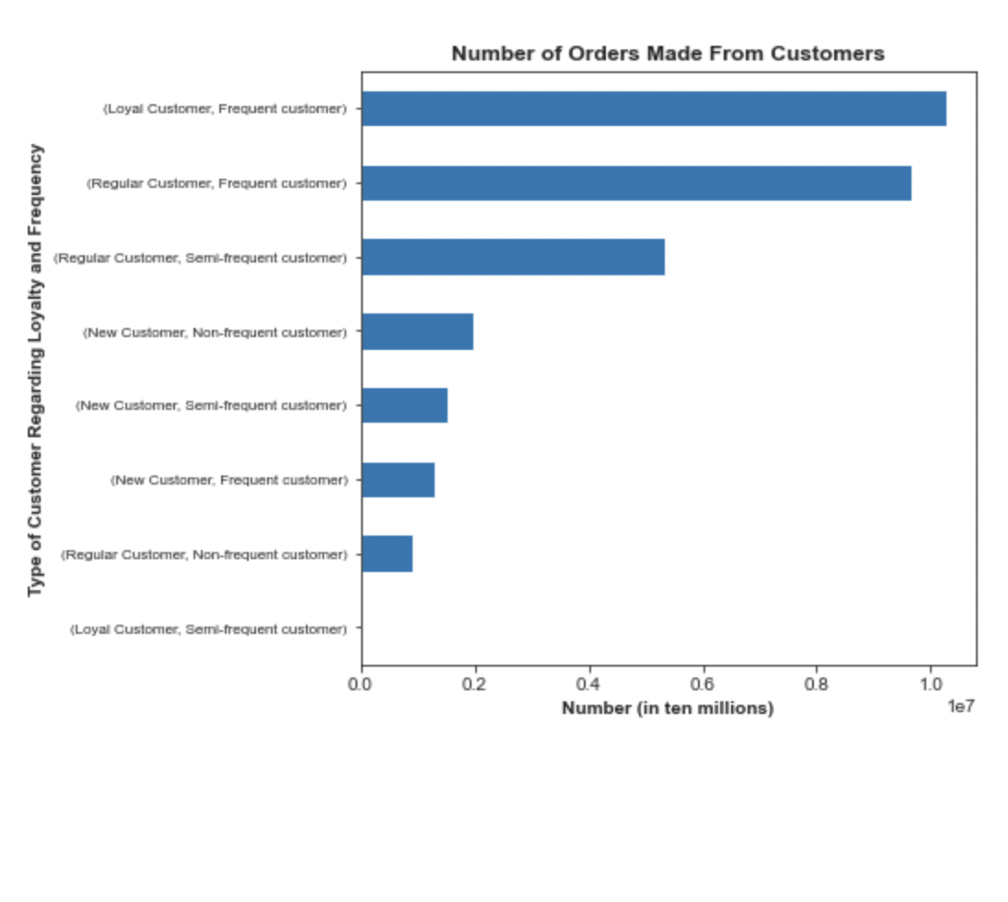 Number of Orders Made From Customers
Type of Customer Regarding Loyalty and Frequency
(Loyal Customer, Frequent customer)
(Regular Customer, Frequent customer)
(Regular Customer, Semi-frequent customer)
(New Customer, Non-frequent customer)
(New Customer, Semi-frequent customer)
(New Customer, Frequent customer)
(Regular Customer, Non-frequent customer)
(Loyal Customer, Semi-frequent customer)
0.0 0.2 0.4 0.6 0.8 1.0
Number (in ten millions)
1e7